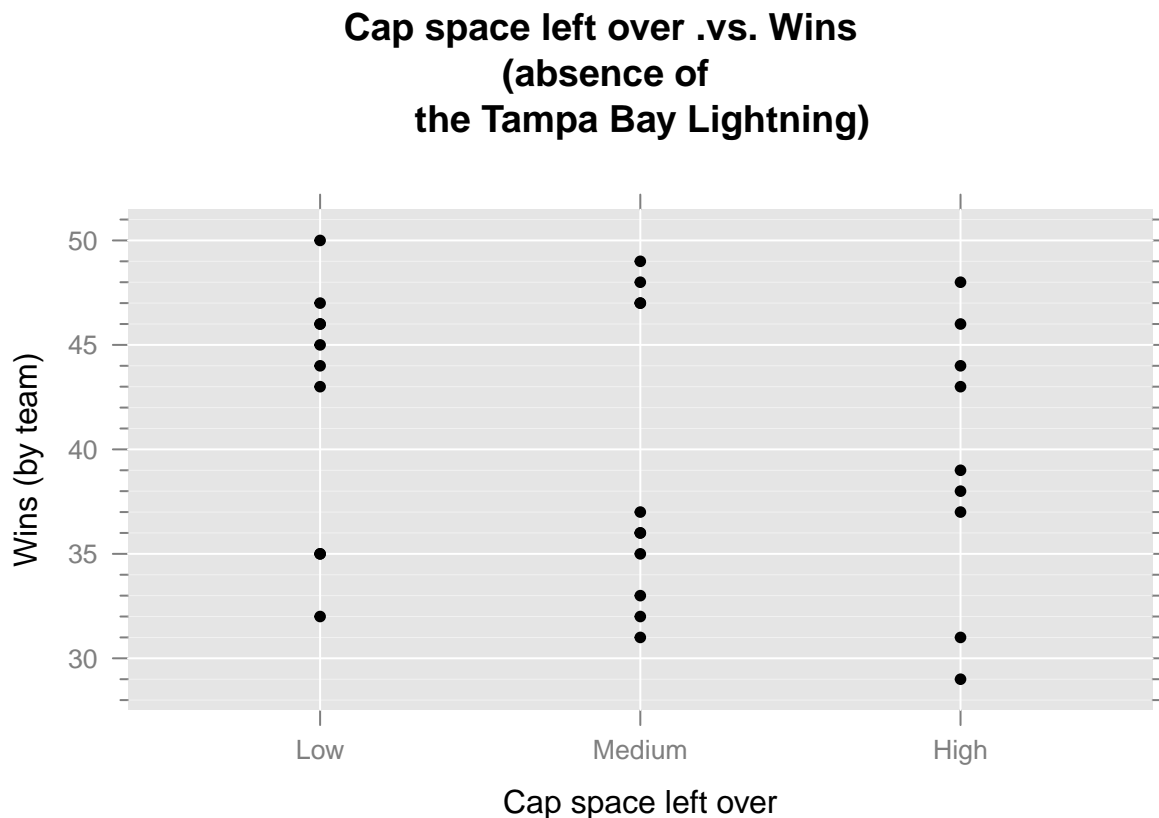 Cap space left over .vs. Wins
(absence of
the Tampa Bay Lightning)
50
45
40
35
30
Wins (by team)
Low
Medium
High
Cap space left over